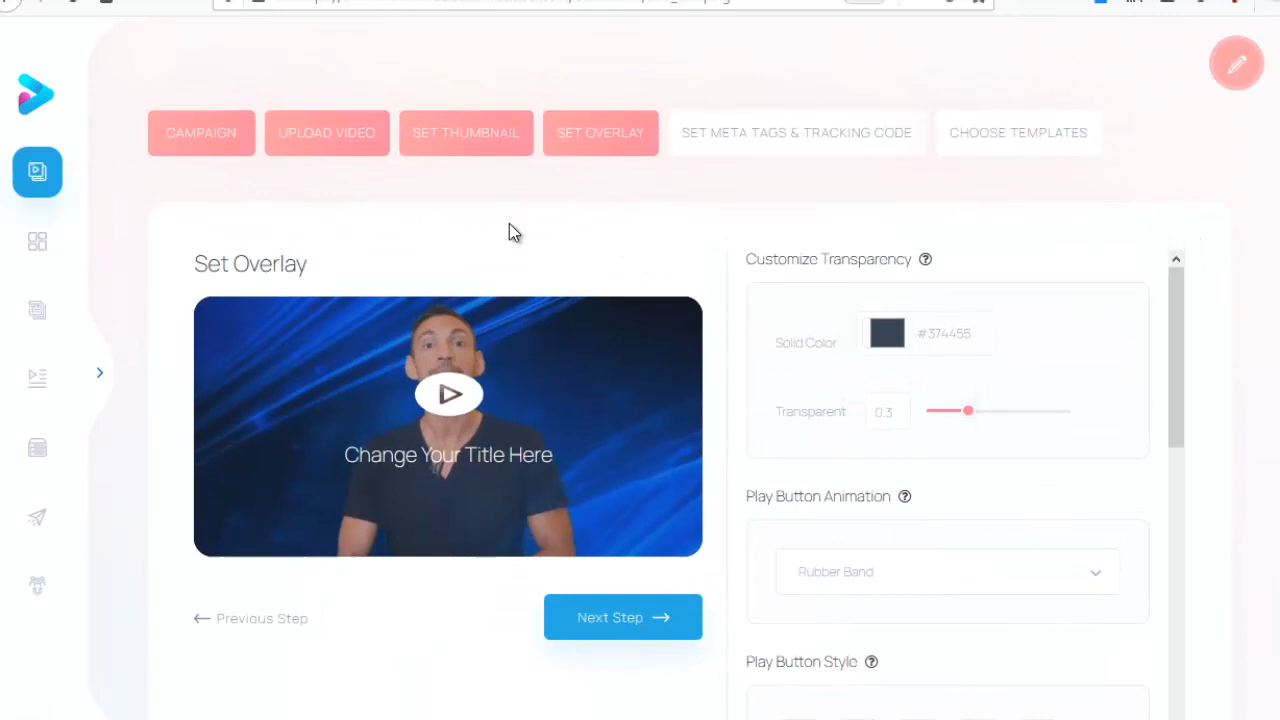 CAMPAIGN UPLOAD VIDEO SET THUMBNAIL SET OVERLAY SET META TAGS & TRACKING CODE CHOOSE TEMPLATES
Set Overlay
Change Your Title Here
← Previous Step
Next Step →
Customize Transparency
Solid Color #374455
Transparent 0.3
Play Button Animation
Rubber Band
Play Button Style